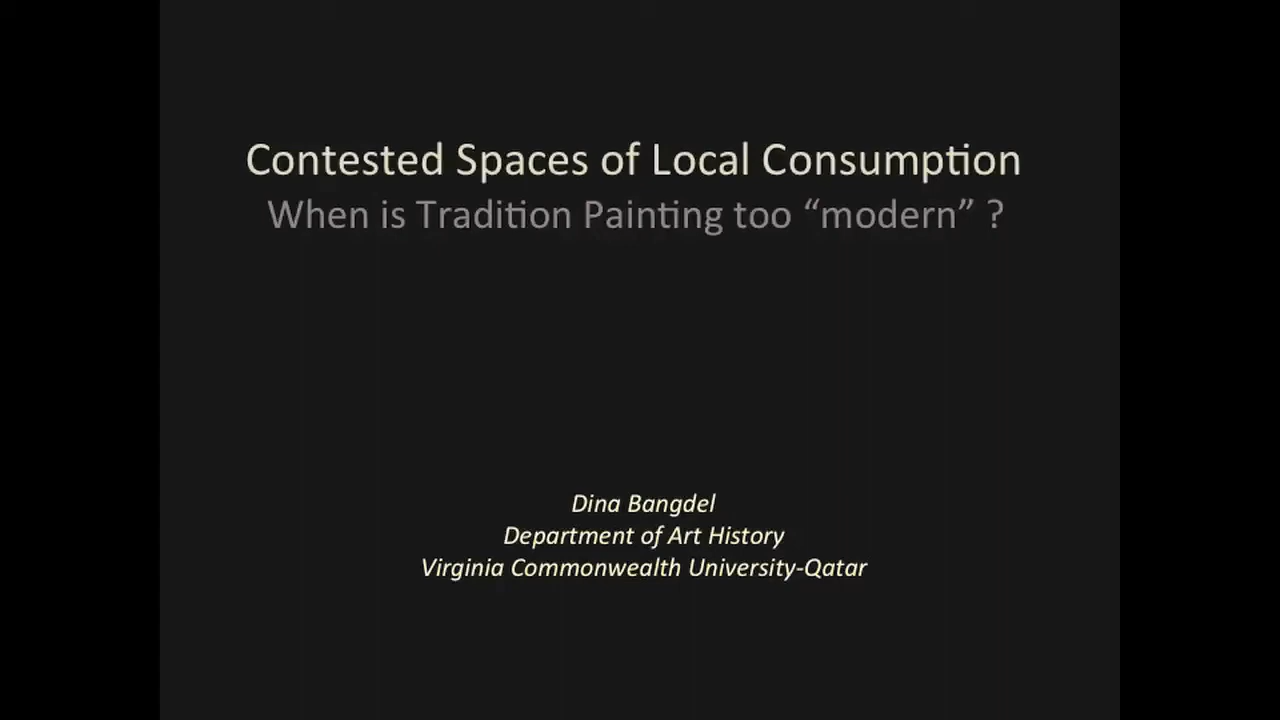 Contested Spaces of Local Consumption
When is Tradition Painting too “modern” ?
Dina Bangdel
Department of Art History
Virginia Commonwealth University-Qatar